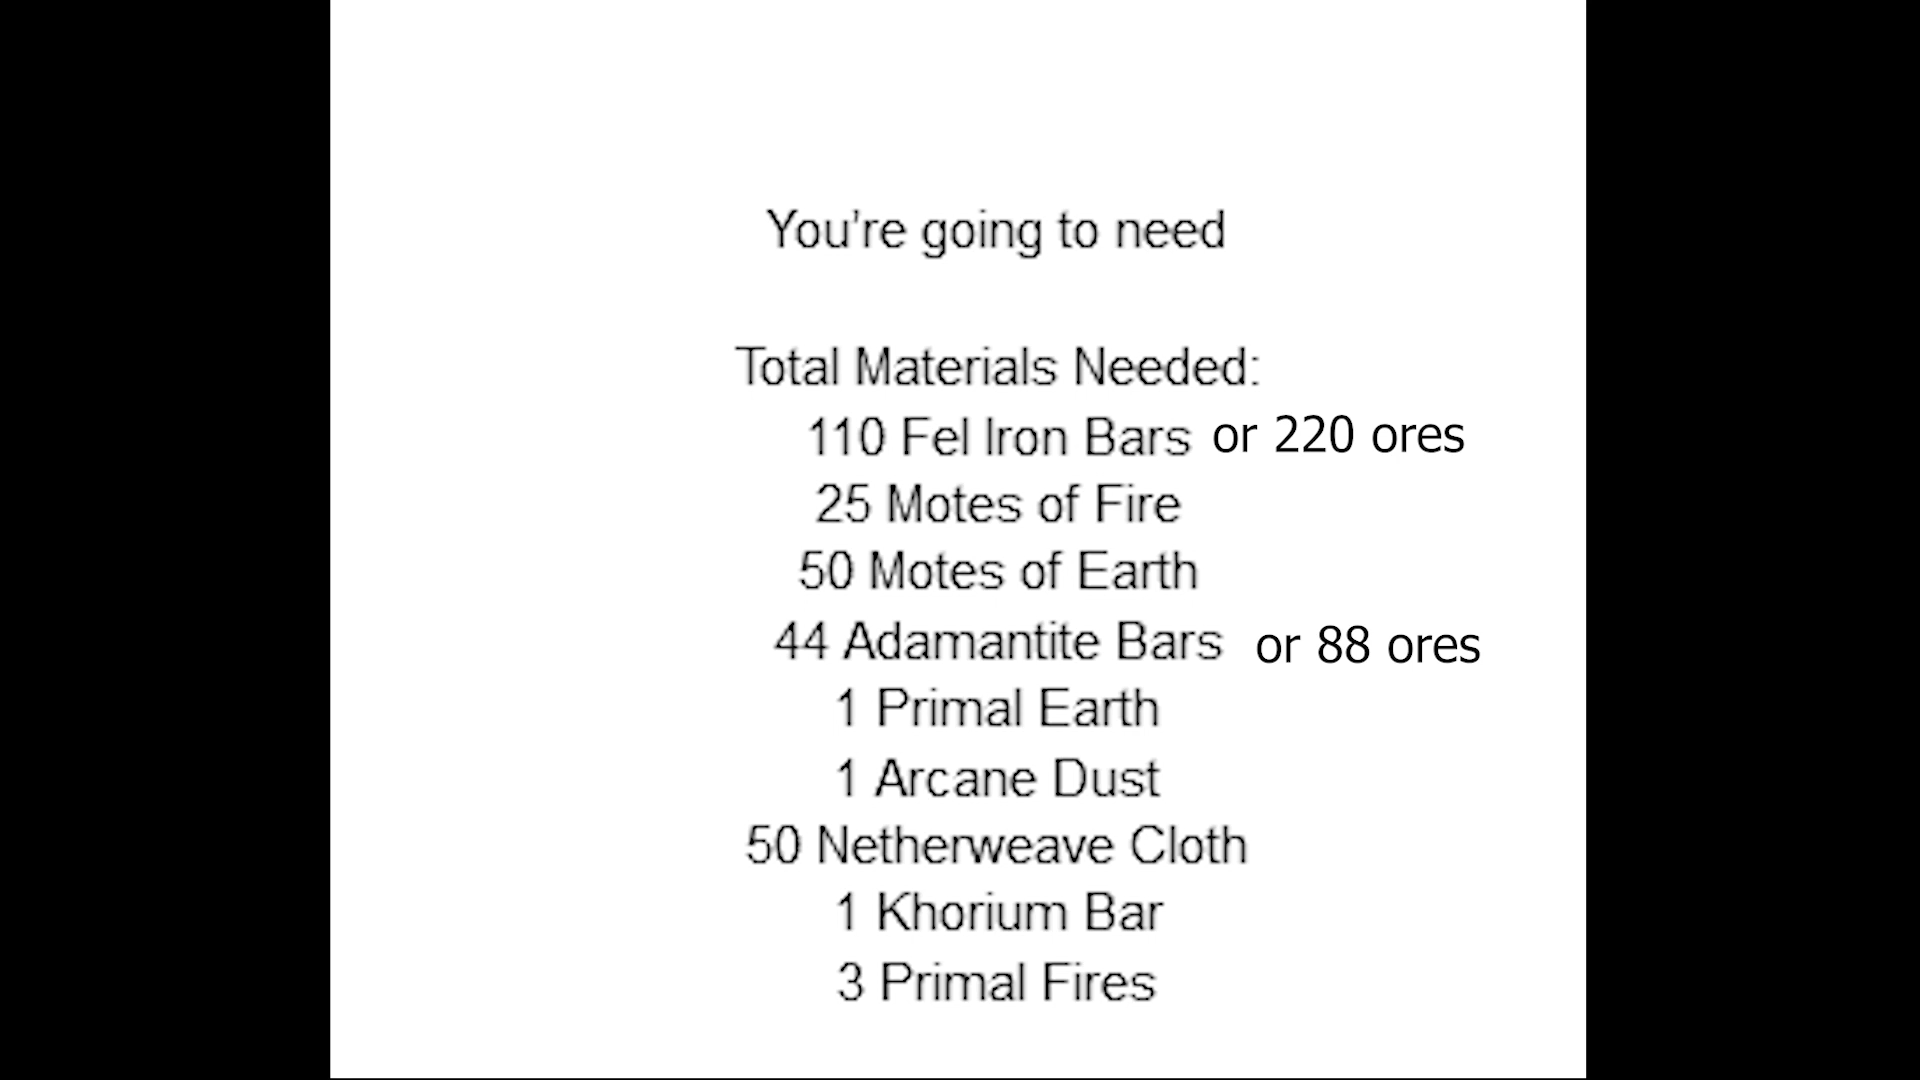 You're going to need
Total Materials Needed:
110 Fel Iron Bars or 220 ores
25 Motes of Fire
50 Motes of Earth
44 Adamantite Bars or 88 ores
1 Primal Earth
1 Arcane Dust
50 Netherweave Cloth
1 Khorium Bar
3 Primal Fires